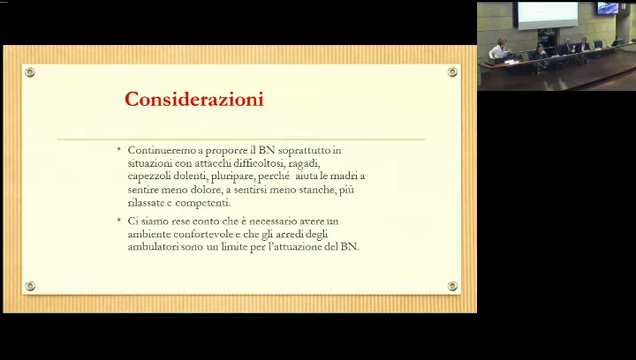 Considerazioni
• Continueremo a proporre il BN soprattutto in
situazioni con attacchi difficoltosi, ragadi,
capezzoli dolenti, pluripare, perché aiuta le madri a
sentire meno dolore, a sentirsi meno stanche, più
rilassate e competenti.
• Ci siamo rese conto che è necessario avere un
ambiente confortevole e che gli arredi degli
ambulatori sono un limite per l'attuazione del BN.